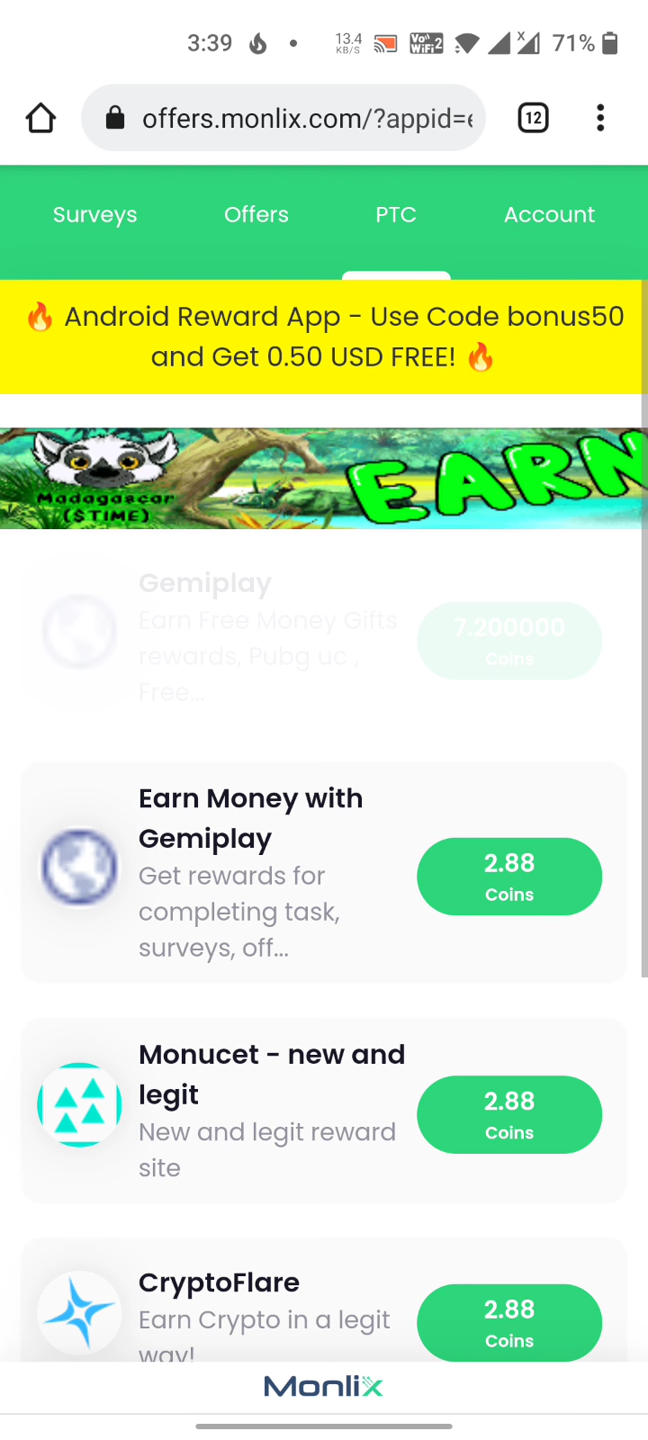 3:39
13.4
KB/S
Vo))
WiFi2
X
71%
offers.monlix.com/?appid=
12
Surveys
Offers
PTC
Account
🔥 Android Reward App - Use Code bonus50
and Get 0.50 USD FREE! 🔥
Madagascar
($TIME)
EARN
Gemiplay
Earn Free Money Gifts
rewards, Pubg uc ,
Free...
7.200000
Coins
Earn Money with
Gemiplay
Get rewards for
completing task,
surveys, off...
2.88
Coins
Monucet - new and
legit
New and legit reward
site
2.88
Coins
CryptoFlare
Earn Crypto in a legit
way!
2.88
Coins
Monlix